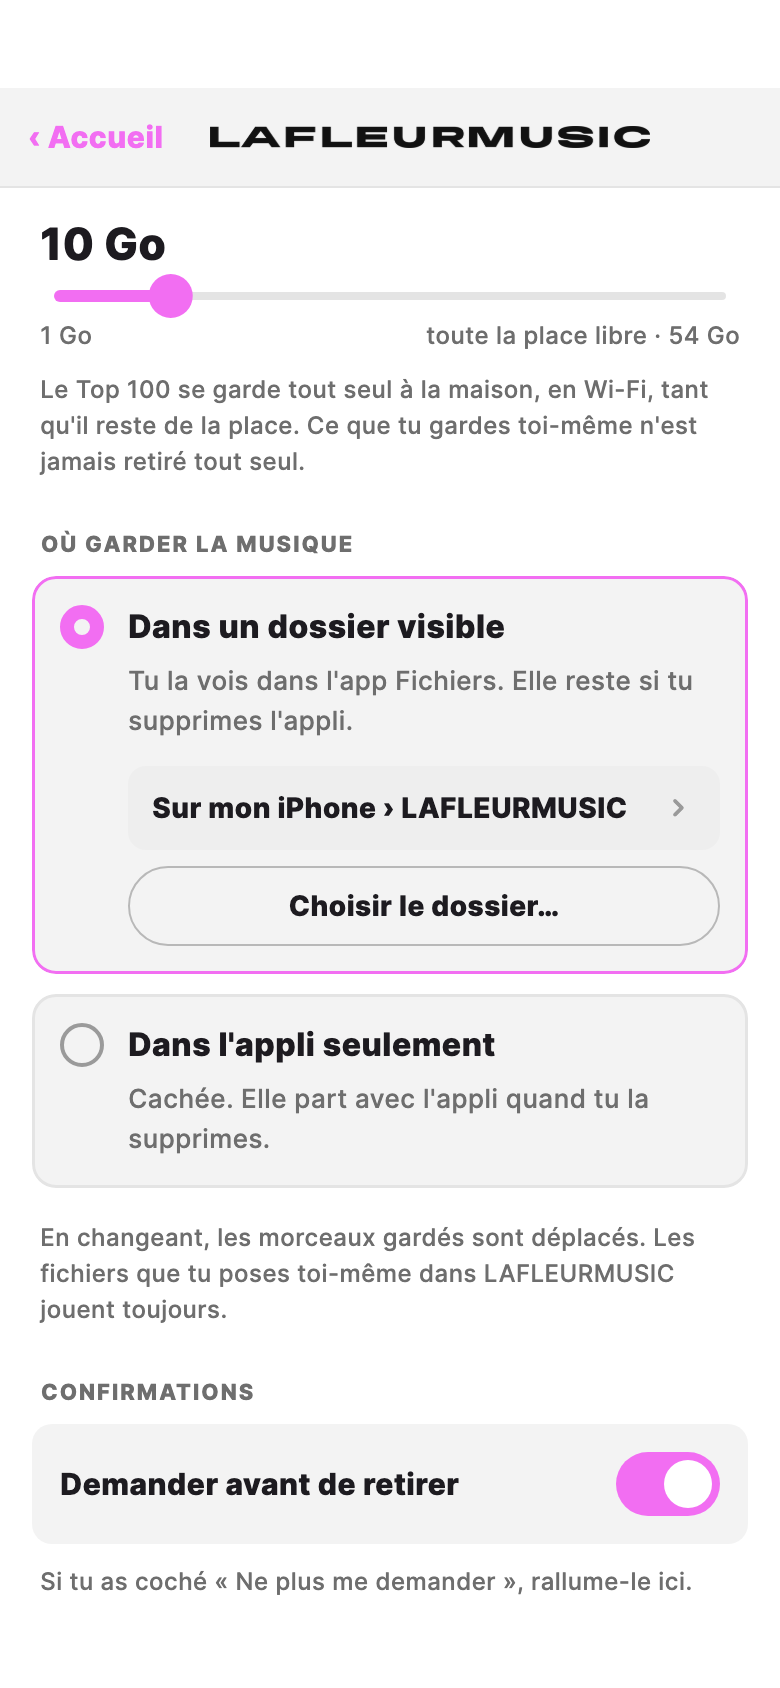 ‹ Accueil LAFLEURMUSIC
10 Go
1 Go toute la place libre · 54 Go
Le Top 100 se garde tout seul à la maison, en Wi-Fi, tant
qu'il reste de la place. Ce que tu gardes toi-même n'est
jamais retiré tout seul.
OÙ GARDER LA MUSIQUE
Dans un dossier visible
Tu la vois dans l'app Fichiers. Elle reste si tu
supprimes l'appli.
Sur mon iPhone › LAFLEURMUSIC ›
Choisir le dossier…
Dans l'appli seulement
Cachée. Elle part avec l'appli quand tu la
supprimes.
En changeant, les morceaux gardés sont déplacés. Les
fichiers que tu poses toi-même dans LAFLEURMUSIC
jouent toujours.
CONFIRMATIONS
Demander avant de retirer
Si tu as coché « Ne plus me demander », rallume-le ici.